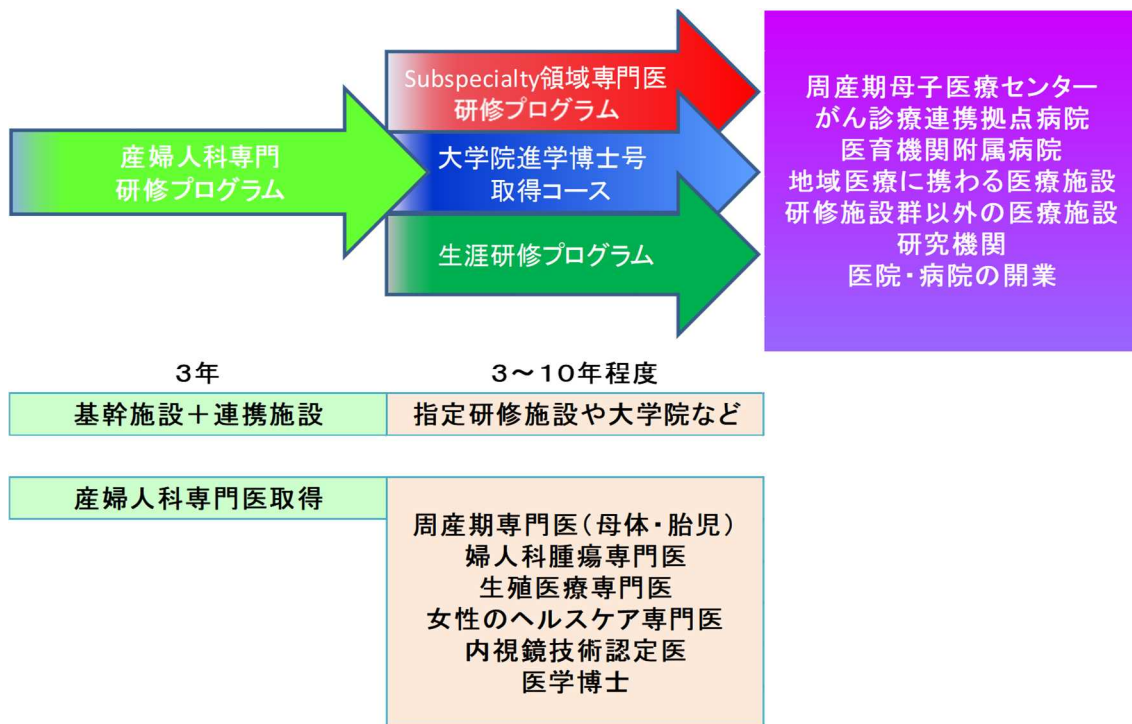 Subspecialty領域専門医
研修プログラム
産婦人科専門
研修プログラム
大学院進学博士号
取得コース
生涯研修プログラム
周産期母子医療センター
がん診療連携拠点病院
医育機関附属病院
地域医療に携わる医療施設
研修施設群以外の医療施設
研究機関
医院・病院の開業
3年
3～10年程度
基幹施設＋連携施設
指定研修施設や大学院など
産婦人科専門医取得
周産期専門医（母体・胎児）
婦人科腫瘍専門医
生殖医療専門医
女性のヘルスケア専門医
内視鏡技術認定医
医学博士